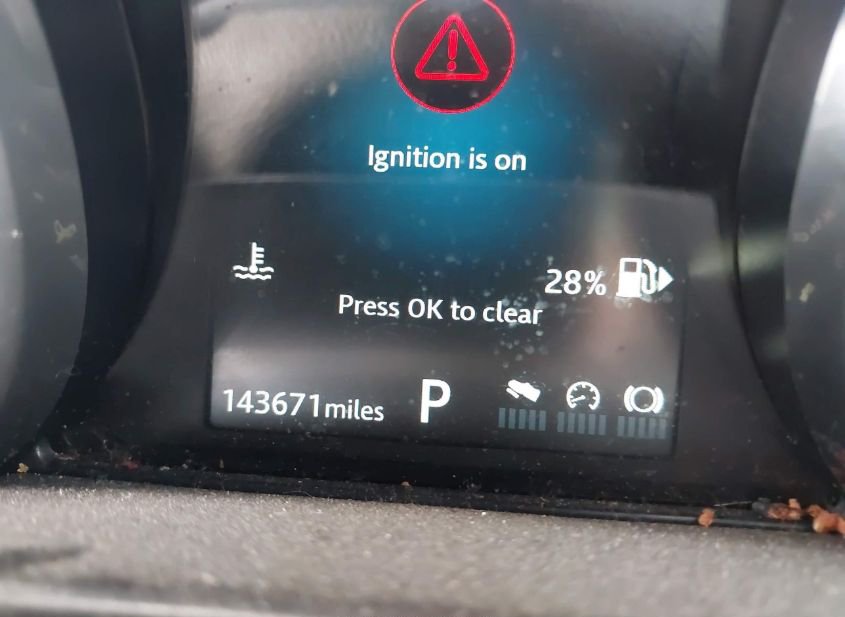 Ignition is on
28%
Press OK to clear
143671miles P